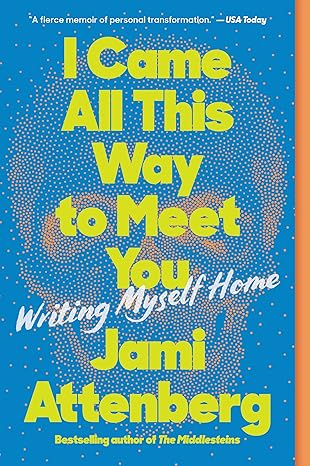 "A fierce memoir of personal transformation." —USA Today
I Came
All This
Way
to Meet
You
Writing Myself Home
Jami
Attenberg
Bestselling author of The Middlesteins